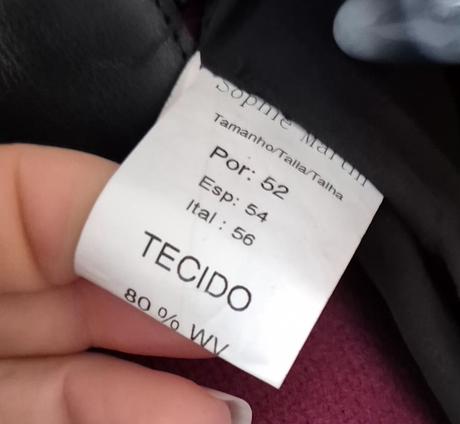 Sophie Martin
Tamanho/Talla/Talha
Por: 52
Esp: 54
Ital : 56
TECIDO
80 % WV